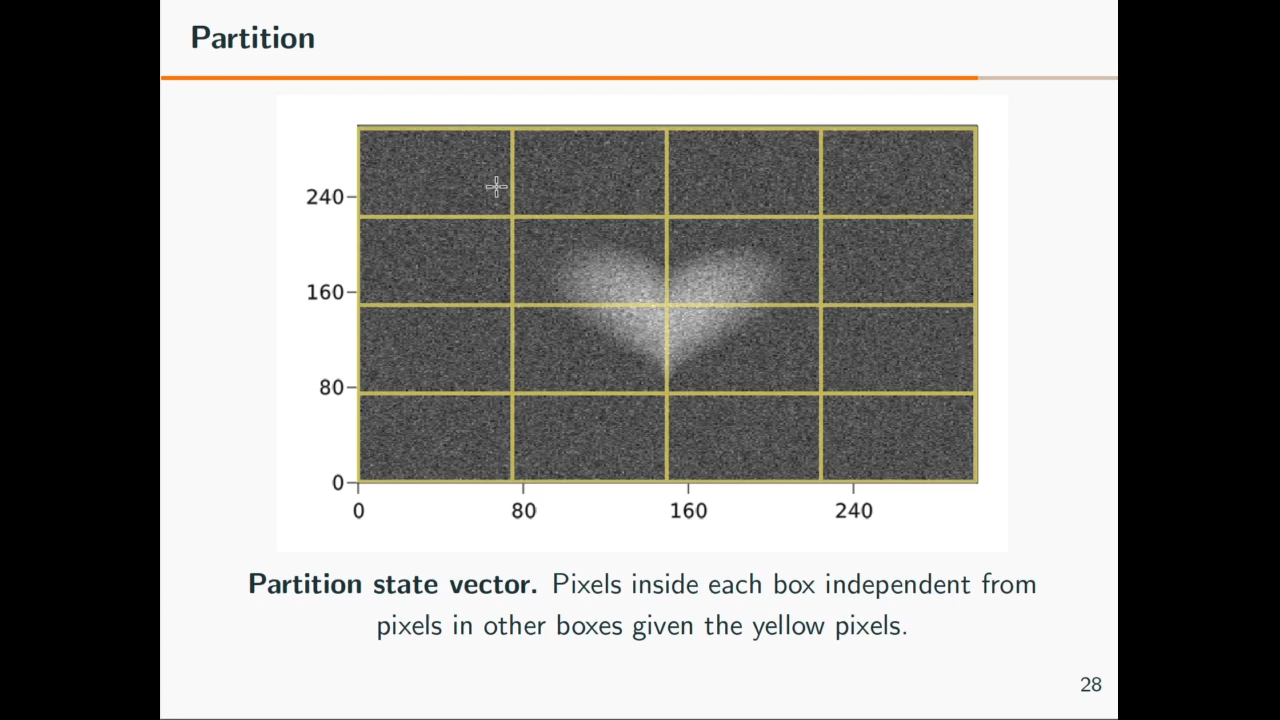 Partition
240
160
80
0
0 80 160 240
Partition state vector. Pixels inside each box independent from
pixels in other boxes given the yellow pixels.
28